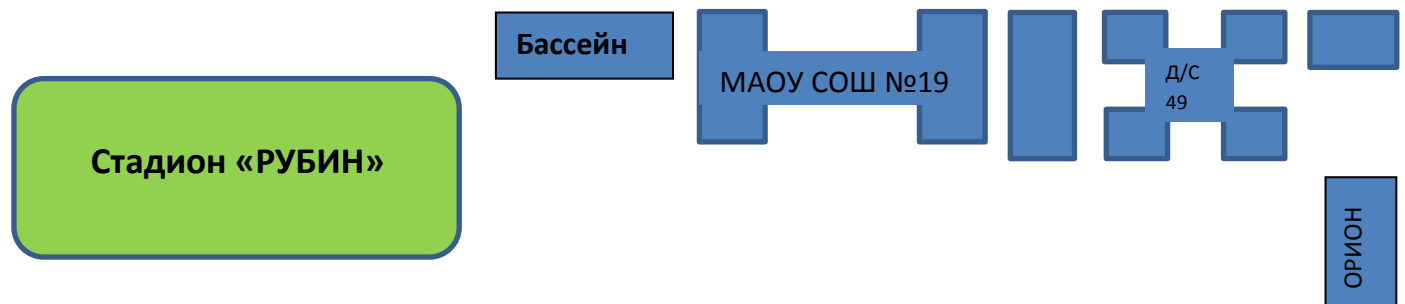 Бассейн
МАОУ СОШ №19
Д/С
49
Стадион «РУБИН»
ОРИОН